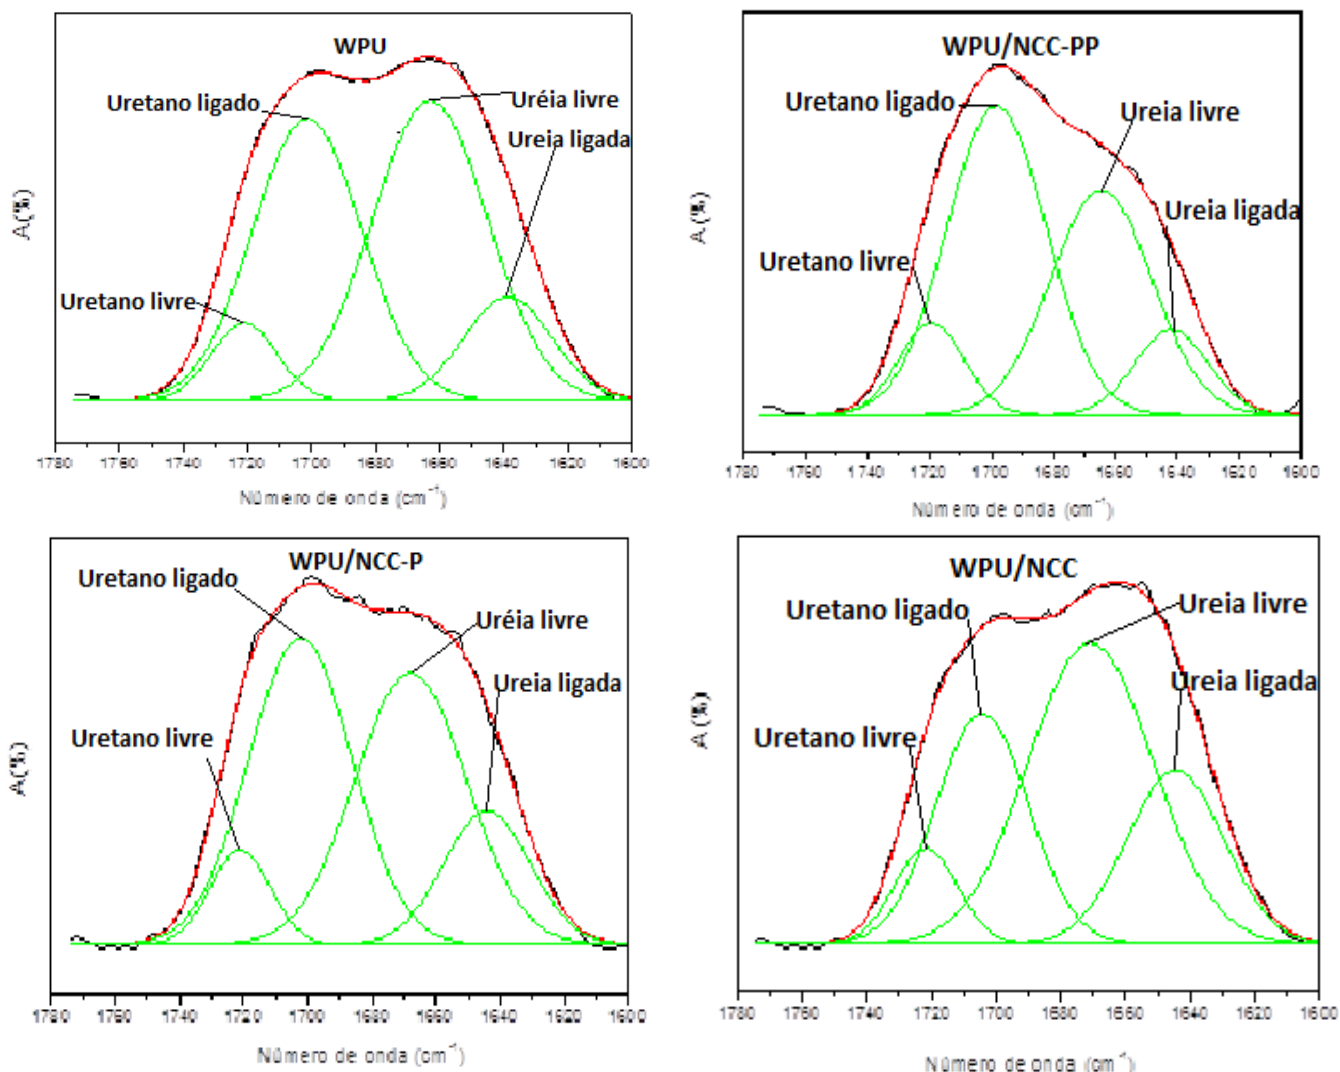 WPU
Uretano ligado
Uréia livre
Ureia ligada
Uretano livre
A(%)
1780 1760 1740 1720 1700 1680 1660 1640 1620 1600
Número de onda (cm⁻¹)
WPU/NCC-PP
Uretano ligado
Ureia livre
Ureia ligada
Uretano livre
A(%)
1780 1760 1740 1720 1700 1680 1660 1640 1620 1600
Número de onda (cm⁻¹)
WPU/NCC-P
Uretano ligado
Uréia livre
Ureia ligada
Uretano livre
A(%)
1780 1760 1740 1720 1700 1680 1660 1640 1620 1600
Número de onda (cm⁻¹)
WPU/NCC
Uretano ligado
Ureia livre
Ureia ligada
Uretano livre
A(%)
1780 1760 1740 1720 1700 1680 1660 1640 1620 1600
Número de onda (cm⁻¹)